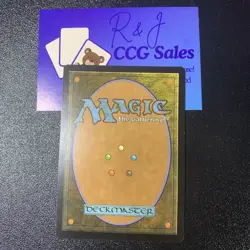 R & J
CCG Sales
MAGIC
The Gathering
DECKMASTER